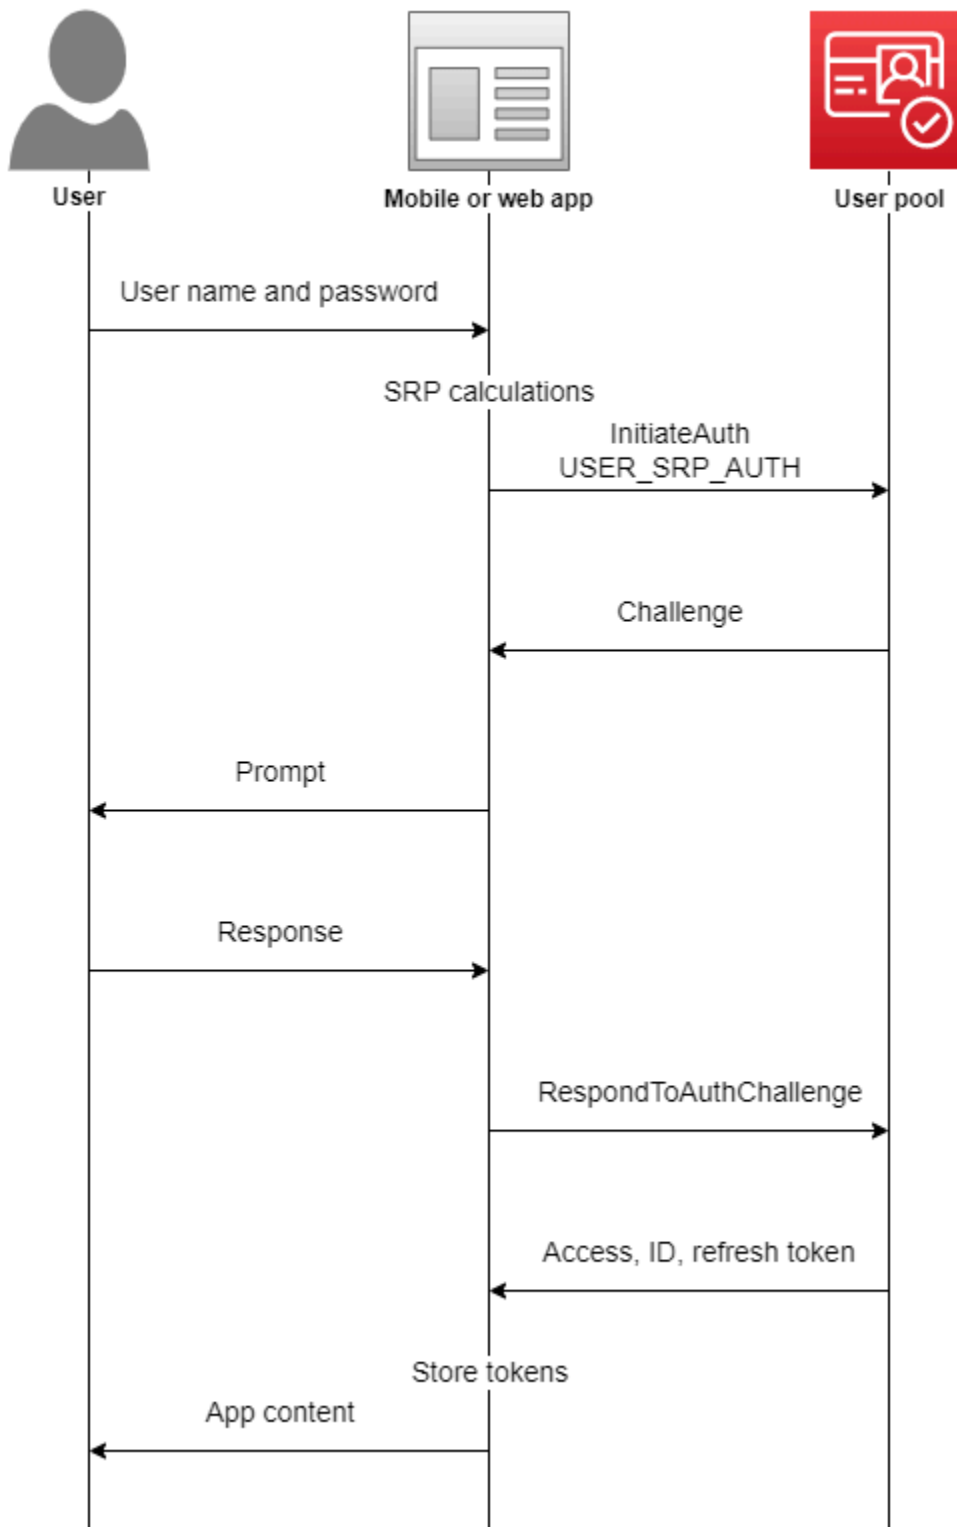 User
Mobile or web app
User pool
User name and password
SRP calculations
InitiateAuth
USER_SRP_AUTH
Challenge
Prompt
Response
RespondToAuthChallenge
Access, ID, refresh token
Store tokens
App content